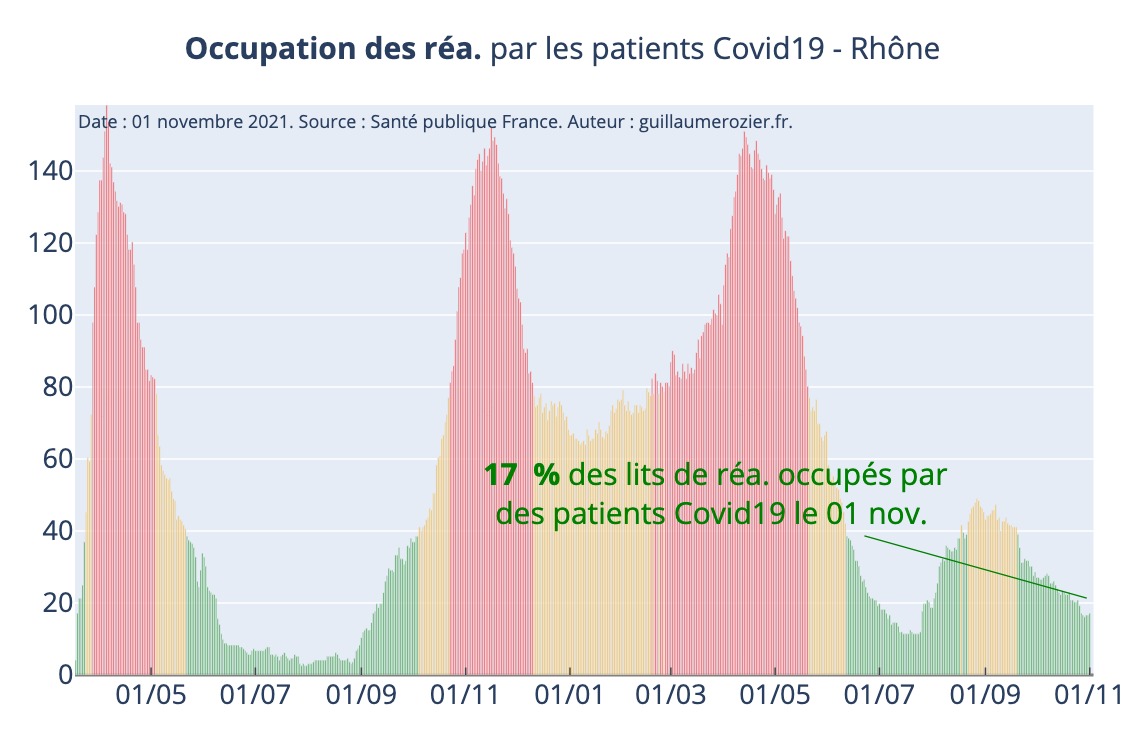 Occupation des réa. par les patients Covid19 - Rhône
Date : 01 novembre 2021. Source : Santé publique France. Auteur : guillaumerozier.fr.
140
120
100
80
60
40
20
0
17 % des lits de réa. occupés par
des patients Covid19 le 01 nov.
01/05 01/07 01/09 01/11 01/01 01/03 01/05 01/07 01/09 01/11